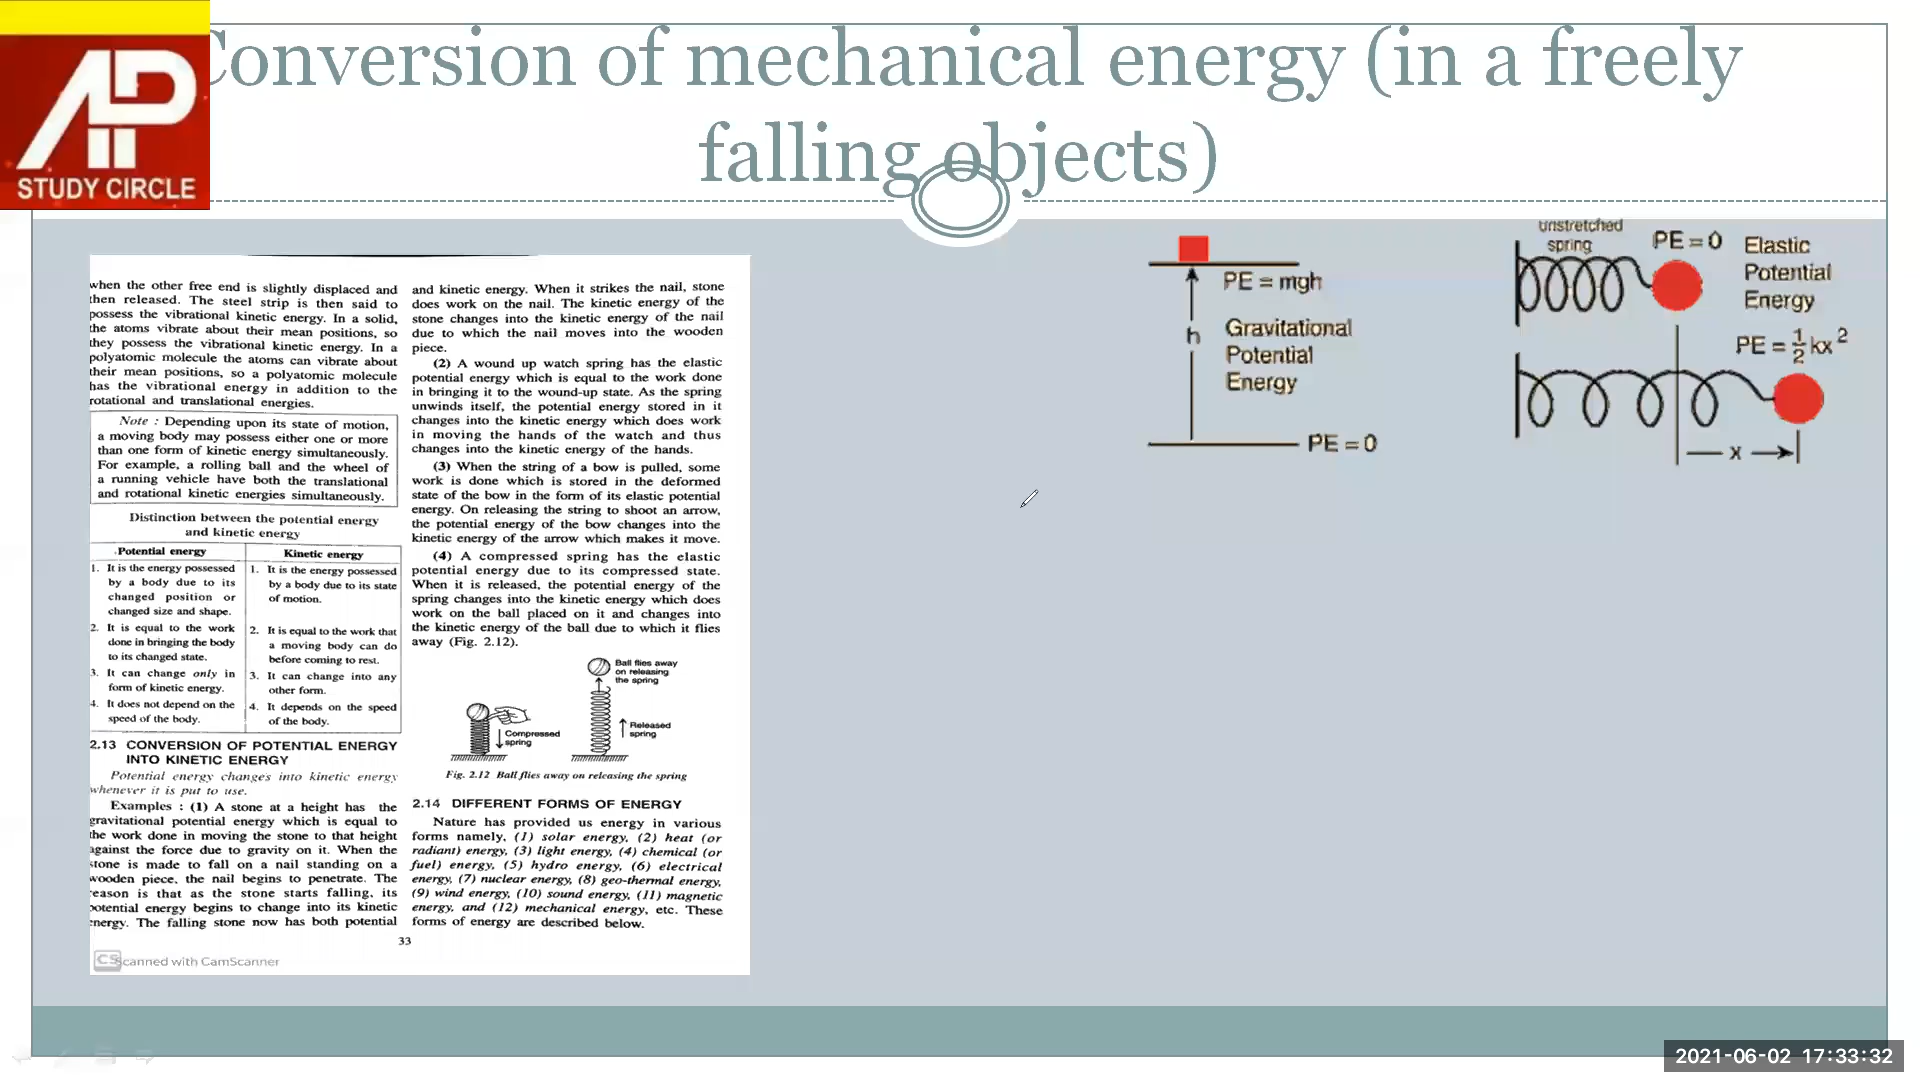 Conversion of mechanical energy (in a freely
falling objects)
AP
STUDY CIRCLE
when the other free end is slightly displaced and
then released. The steel strip is then said to
possess the vibrational kinetic energy. In a solid,
the atoms vibrate about their mean positions, so
they possess the vibrational kinetic energy. In a
polyatomic molecule the atoms can vibrate about
their mean positions, so a polyatomic molecule
has the vibrational energy in addition to the
rotational and translational energies.
Note : Depending upon its state of motion,
a moving body may possess either one or more
than one form of kinetic energy simultaneously.
For example, a rolling ball and the wheel of
a running vehicle have both the translational
and rotational kinetic energies simultaneously.
Distinction between the potential energy
and kinetic energy
Potential energy
1. It is the energy possessed
by a body due to its
changed position or
changed size and shape.
2. It is equal to the work
done in bringing the body
to its changed state.
3. It can change only in
form of kinetic energy.
4. It does not depend on the
speed of the body.
Kinetic energy
1. It is the energy possessed
by a body due to its state
of motion.
2. It is equal to the work that
a moving body can do
before coming to rest.
3. It can change into any
other form.
4. It depends on the speed
of the body.
2.13 CONVERSION OF POTENTIAL ENERGY
INTO KINETIC ENERGY
Potential energy changes into kinetic energy
whenever it is put to use.
Examples : (1) A stone at a height has the
gravitational potential energy which is equal to
the work done in moving the stone to that height
against the force due to gravity on it. When the
stone is made to fall on a nail standing on a
wooden piece, the nail begins to penetrate. The
reason is that as the stone starts falling, its
potential energy begins to change into its kinetic
energy. The falling stone now has both potential
and kinetic energy. When it strikes the nail, stone
does work on the nail. The kinetic energy of the
stone changes into the kinetic energy of the nail
due to which the nail moves into the wooden
piece.
(2) A wound up watch spring has the elastic
potential energy which is equal to the work done
in bringing it to the wound-up state. As the spring
unwinds itself, the potential energy stored in it
changes into the kinetic energy which does work
in moving the hands of the watch and thus
changes into the kinetic energy of the hands.
(3) When the string of a bow is pulled, some
work is done which is stored in the deformed
state of the bow in the form of its elastic potential
energy. On releasing the string to shoot an arrow,
the potential energy of the bow changes into the
kinetic energy of the arrow which makes it move.
(4) A compressed spring has the elastic
potential energy due to its compressed state.
When it is released, the potential energy of the
spring changes into the kinetic energy which does
work on the ball placed on it and changes into
the kinetic energy of the ball due to which it flies
away (Fig. 2.12).
Ball flies away
on releasing
the spring
Compressed
spring
Released
spring
Fig. 2.12 Ball flies away on releasing the spring
2.14 DIFFERENT FORMS OF ENERGY
Nature has provided us energy in various
forms namely, (1) solar energy, (2) heat (or
radiant) energy, (3) light energy, (4) chemical (or
fuel) energy, (5) hydro energy, (6) electrical
energy, (7) nuclear energy, (8) geo-thermal energy,
(9) wind energy, (10) sound energy, (11) magnetic
energy, and (12) mechanical energy, etc. These
forms of energy are described below.
33
CS Scanned with CamScanner
PE = mgh
h
Gravitational
Potential
Energy
PE = 0
unstretched
spring
PE = 0
Elastic
Potential
Energy
PE = ½ kx²
x
2021-06-02 17:33:32